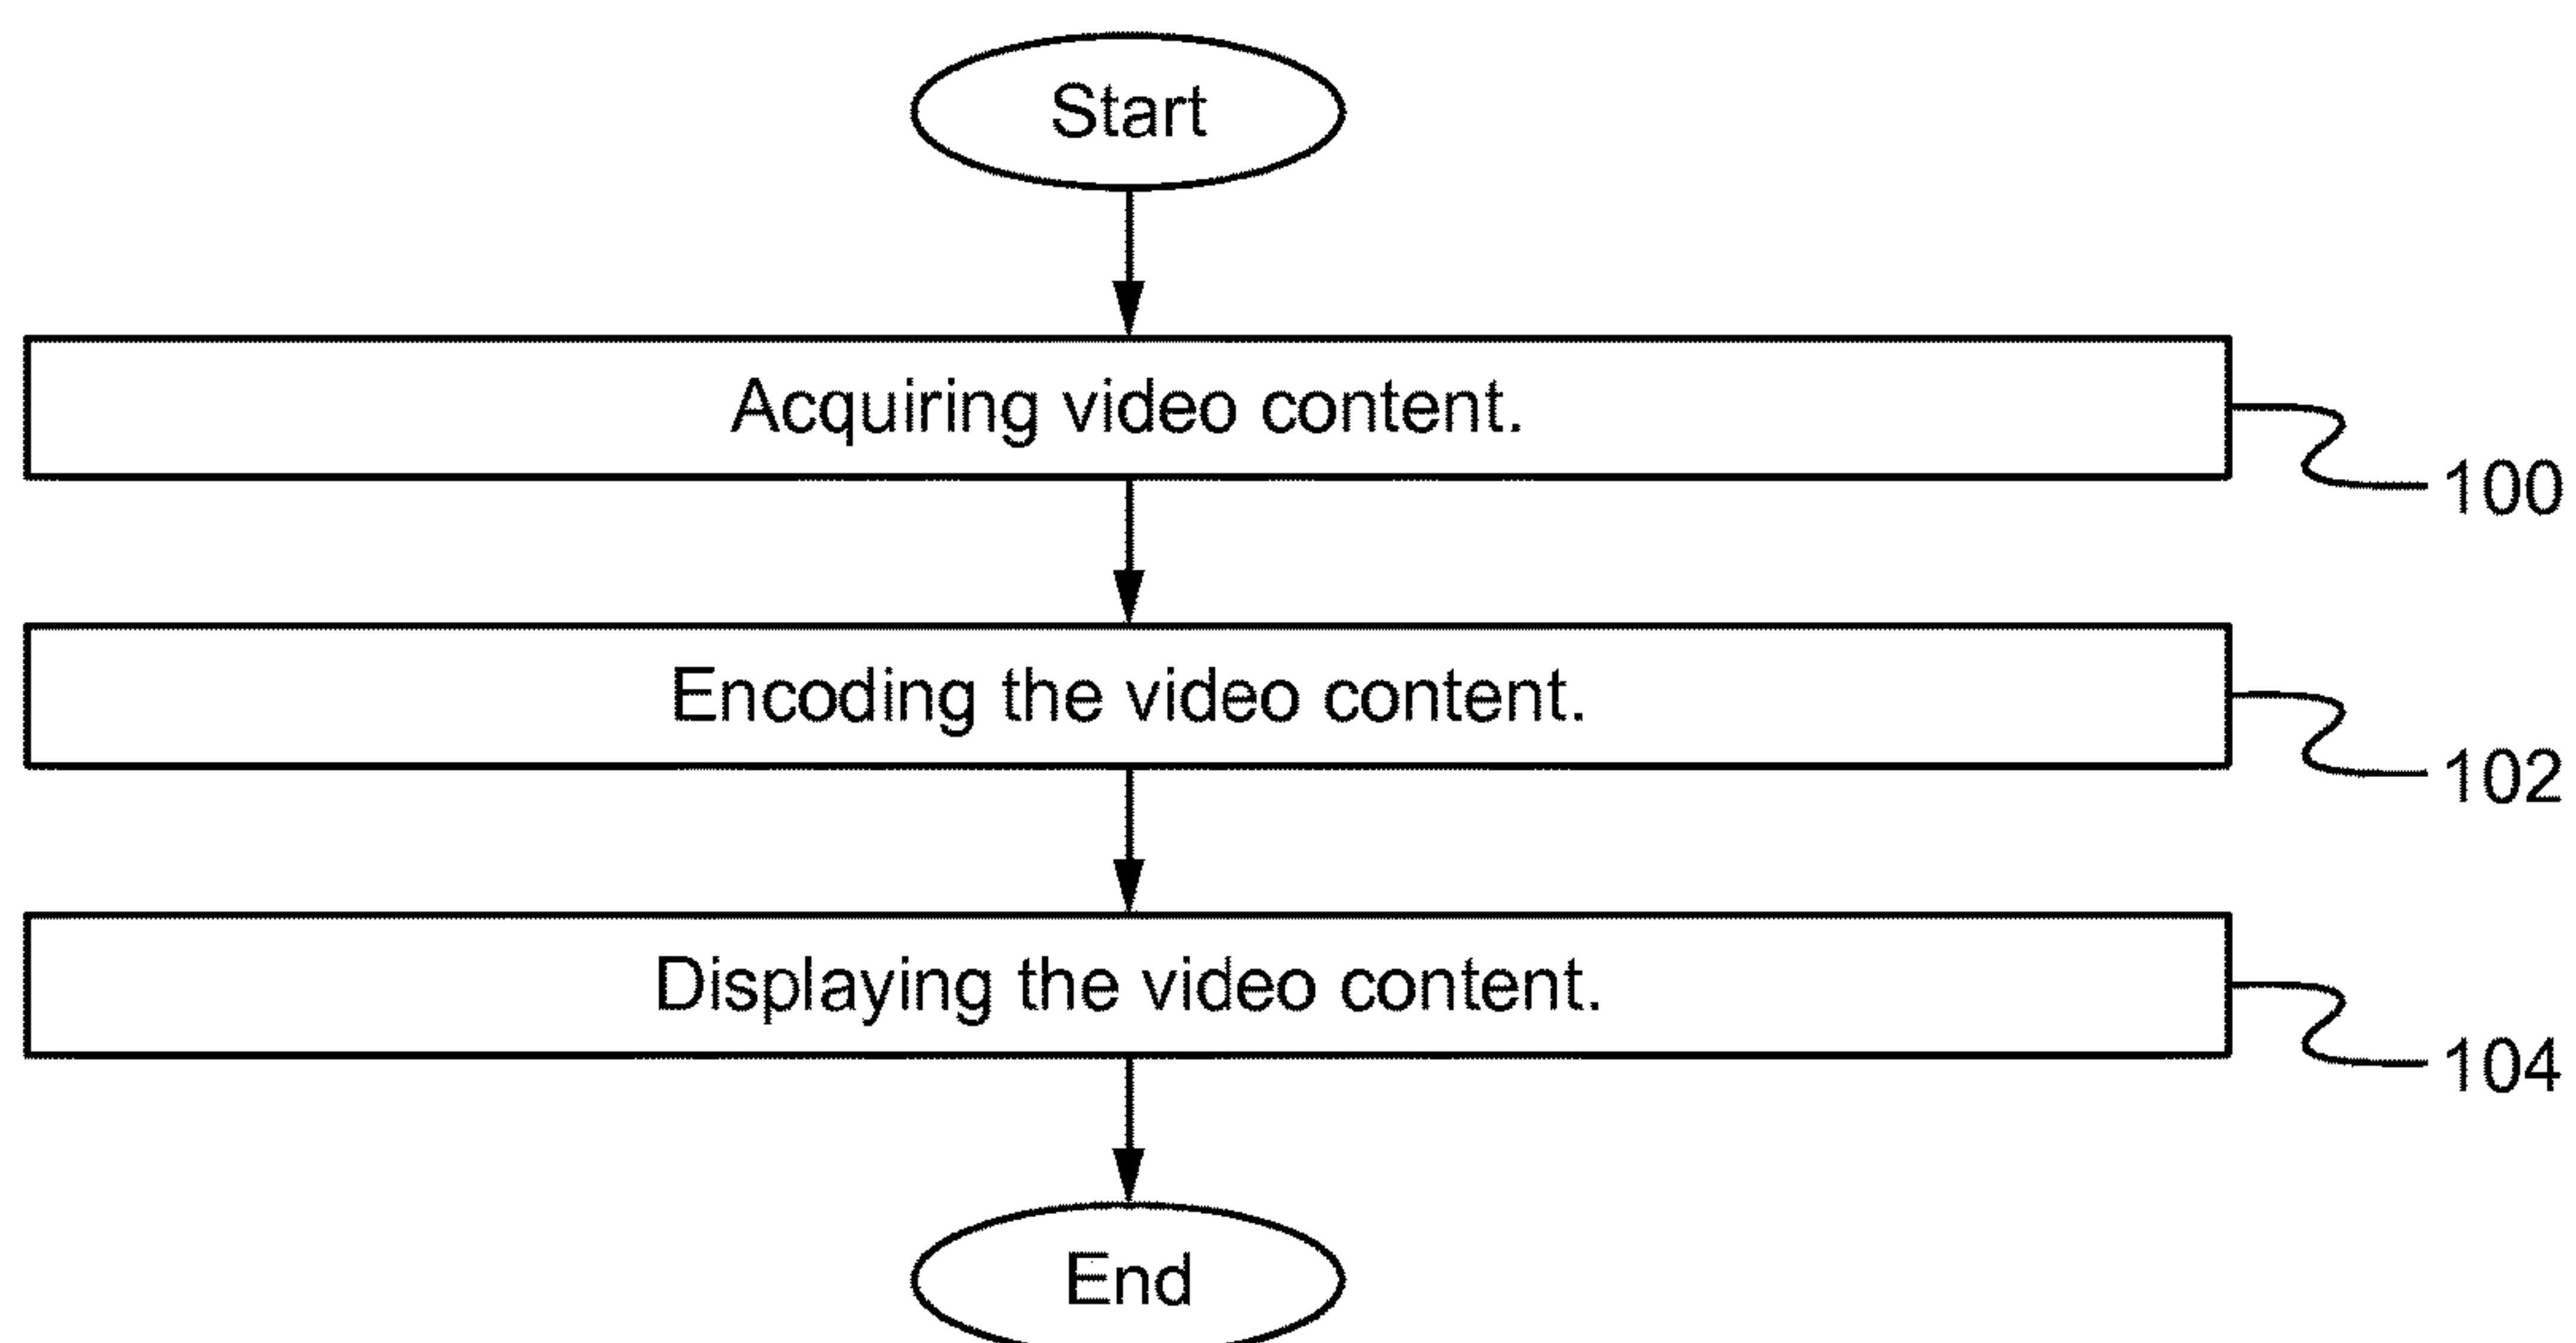 Start
Acquiring video content.
100
Encoding the video content.
102
Displaying the video content.
104
End